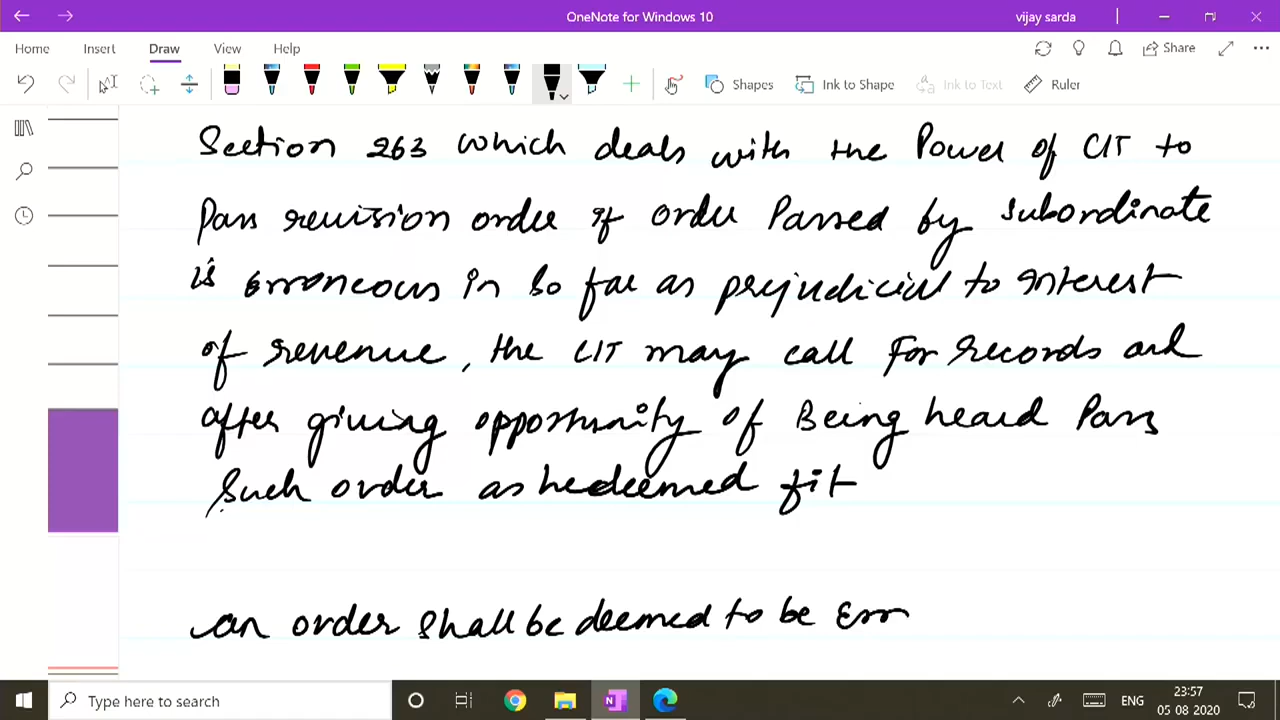 OneNote for Windows 10
vijay sarda
Home Insert Draw View Help
Share
Shapes
Ink to Shape
Ink to Text
Ruler
Section 263 which deals with the Power of CIT to
Pass revision order if order Passed by subordinate
is erroneous in so far as prejudicial to interest
of revenue, the CIT may call For records and
after giving opportunity of Being heard Pass
Such order as he deemed fit
an order shall be deemed to be Err
Type here to search
ENG
23:57
05-08-2020